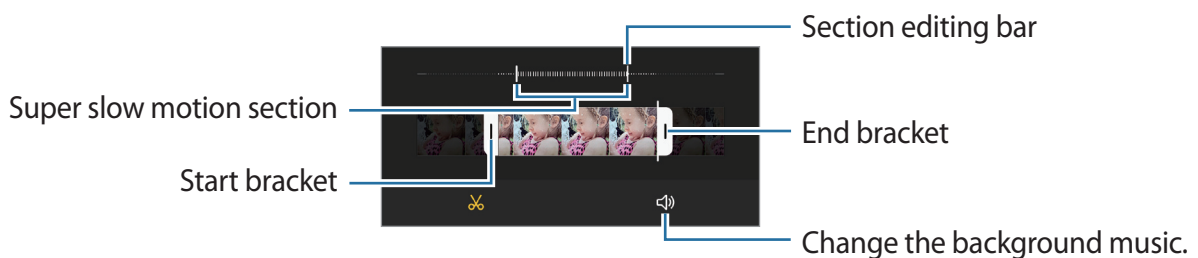 Section editing bar
Super slow motion section
End bracket
Start bracket
Change the background music.